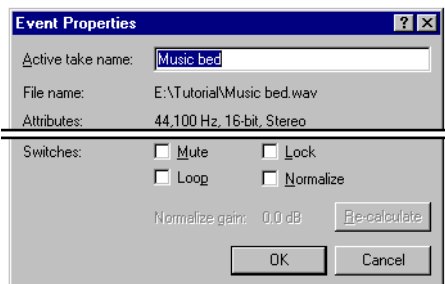 Event Properties
Active take name: Music bed
File name: E:\Tutorial\Music bed.wav
Attributes: 44,100 Hz, 16-bit, Stereo
Switches: Mute Lock
Loop Normalize
Normalize gain: 0.0 dB Re-calculate
OK Cancel